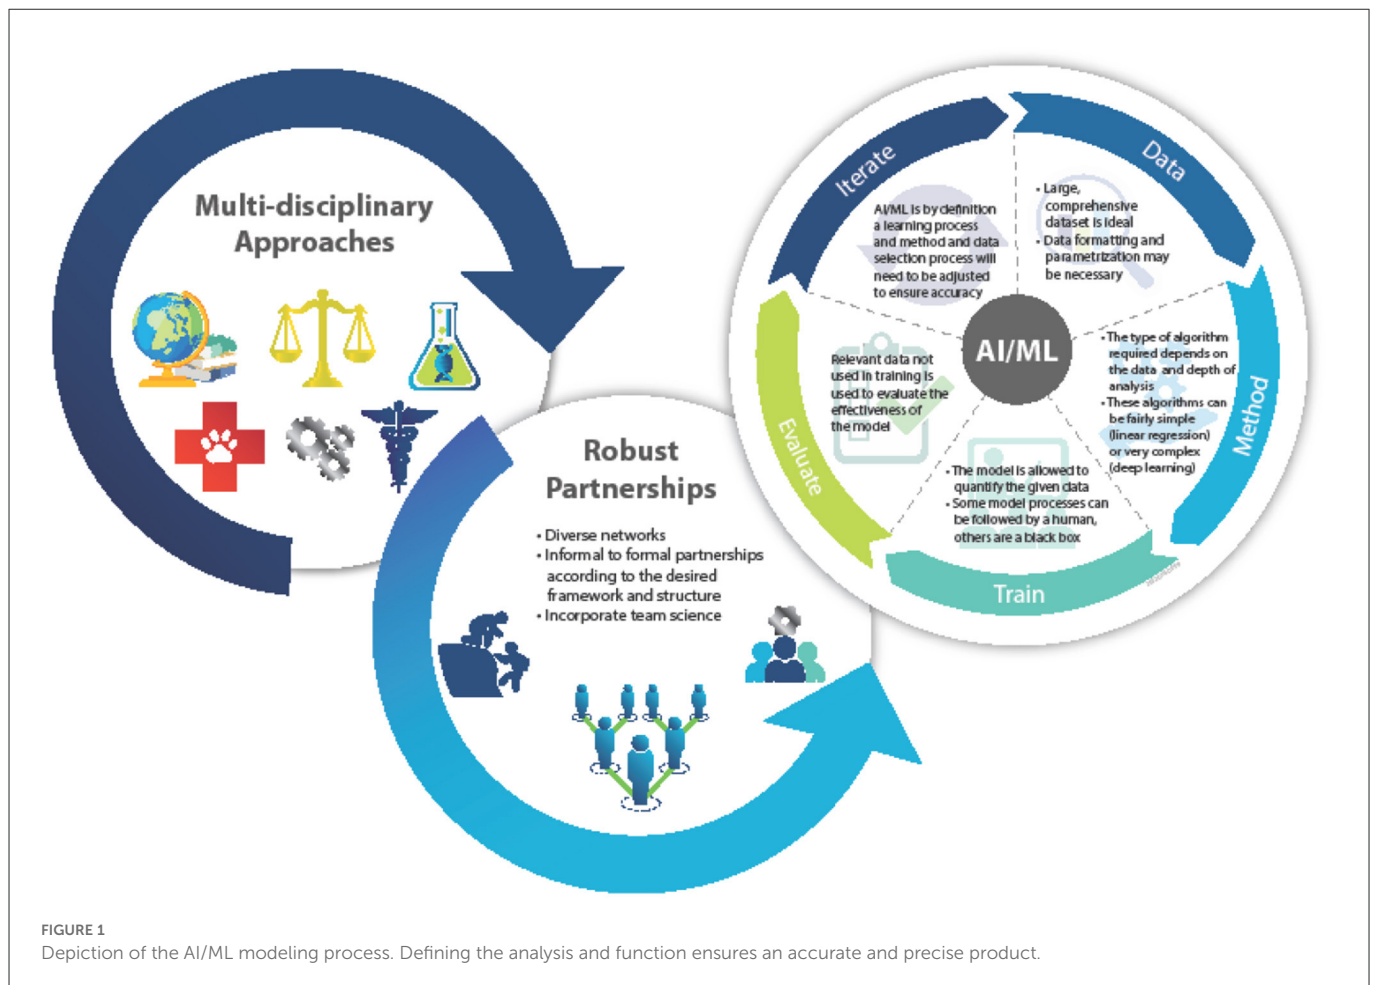 Multi-disciplinary
Approaches
Robust
Partnerships
• Diverse networks
• Informal to formal partnerships
according to the desired
framework and structure
• Incorporate team science
AI/ML
Data
• Large,
comprehensive
dataset is ideal
• Data formatting and
parametrization may
be necessary
Method
• The type of algorithm
required depends on
the data and depth of
analysis
• These algorithms can
be fairly simple
(linear regression)
or very complex
(deep learning)
Train
• The model is allowed to
quantify the given data
• Some model processes can
be followed by a human,
others are a black box
Evaluate
Relevant data not
used in training is
used to evaluate the
effectiveness of
the model
Iterate
AI/ML is by definition
a learning process
and method and data
selection process will
need to be adjusted
to ensure accuracy
FIGURE 1
Depiction of the AI/ML modeling process. Defining the analysis and function ensures an accurate and precise product.